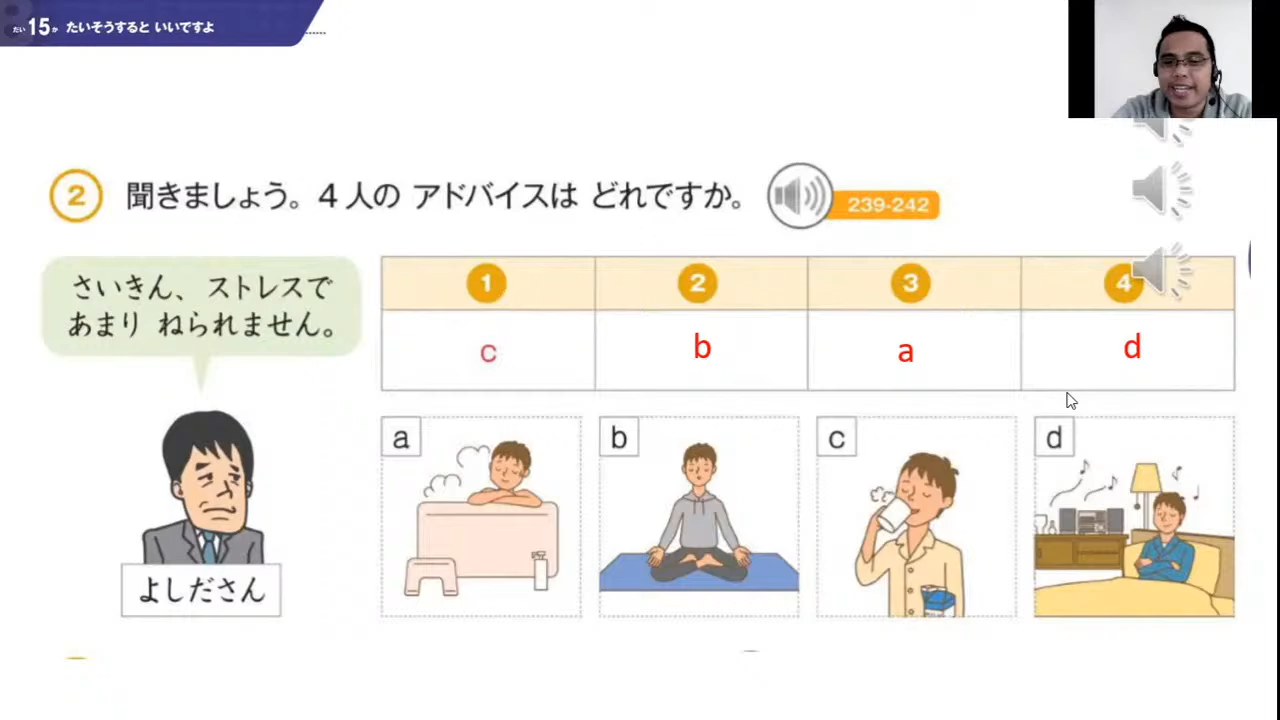 だい15か たいそうすると いいですよ
2 聞きましょう。4人の アドバイスは どれですか。 239-242
さいきん、ストレスで
あまり ねられません。
よしださん
1 2 3 4
c b a d
a b c d